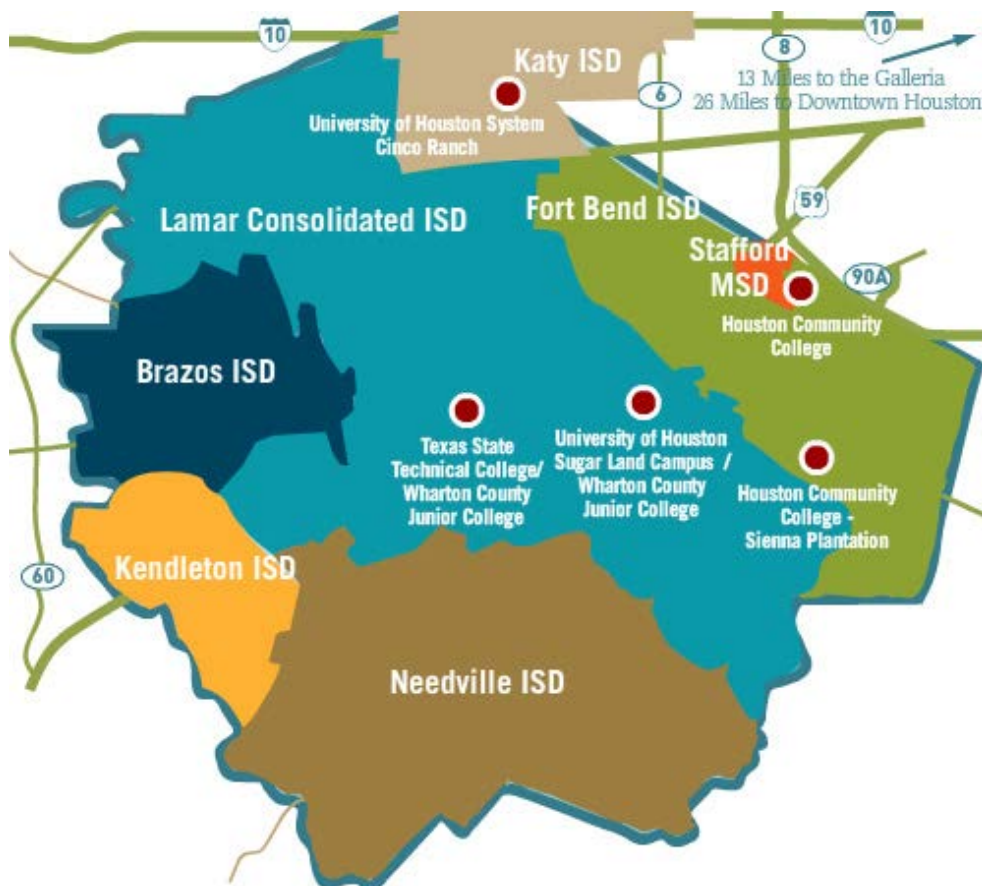 10
8
10
Katy ISD
6
13 Miles to the Galleria
26 Miles to Downtown Houston
University of Houston System
Cinco Ranch
Lamar Consolidated ISD
Fort Bend ISD
59
Stafford
MSD
90A
Houston Community
College
Brazos ISD
Texas State
Technical College/
Wharton County
Junior College
University of Houston
Sugar Land Campus /
Wharton County
Junior College
Houston Community
College -
Sienna Plantation
Kendleton ISD
60
Needville ISD